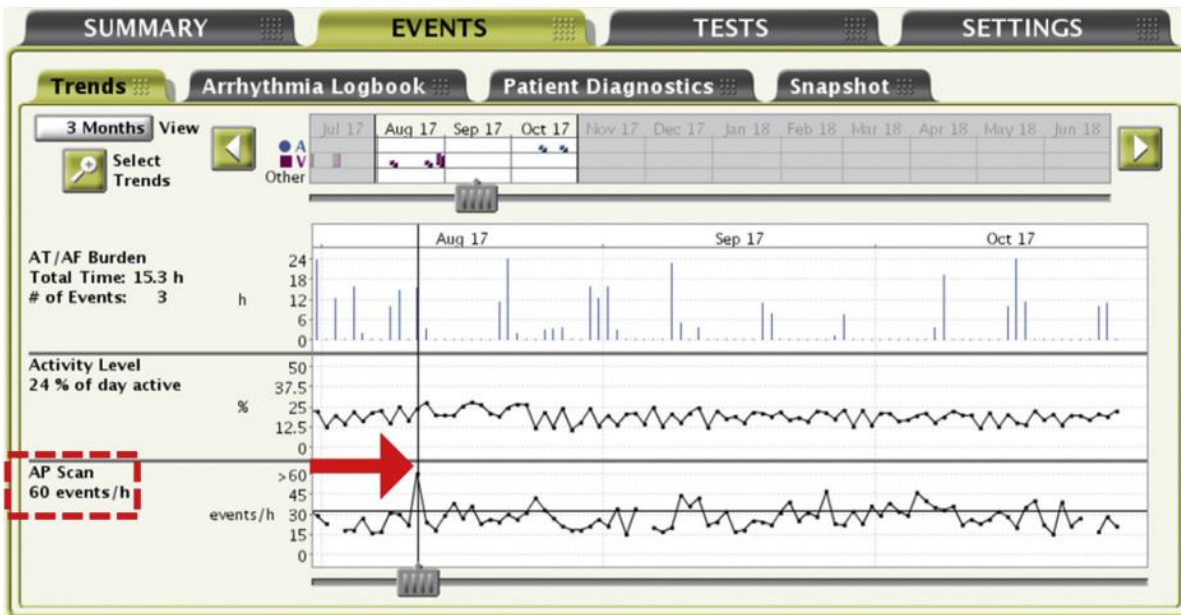 SUMMARY EVENTS TESTS SETTINGS
Trends Arrhythmia Logbook Patient Diagnostics Snapshot
3 Months View
Select
Trends
Jul 17 Aug 17 Sep 17 Oct 17 Nov 17 Dec 17 Jan 18 Feb 18 Mar 18 Apr 18 May 18 Jun 18
A
V
Other
Aug 17 Sep 17 Oct 17
AT/AF Burden
Total Time: 15.3 h
# of Events: 3
h
24
18
12
6
0
Activity Level
24 % of day active
%
50
37.5
25
12.5
0
AP Scan
60 events/h
events/h
>60
45
30
15
0